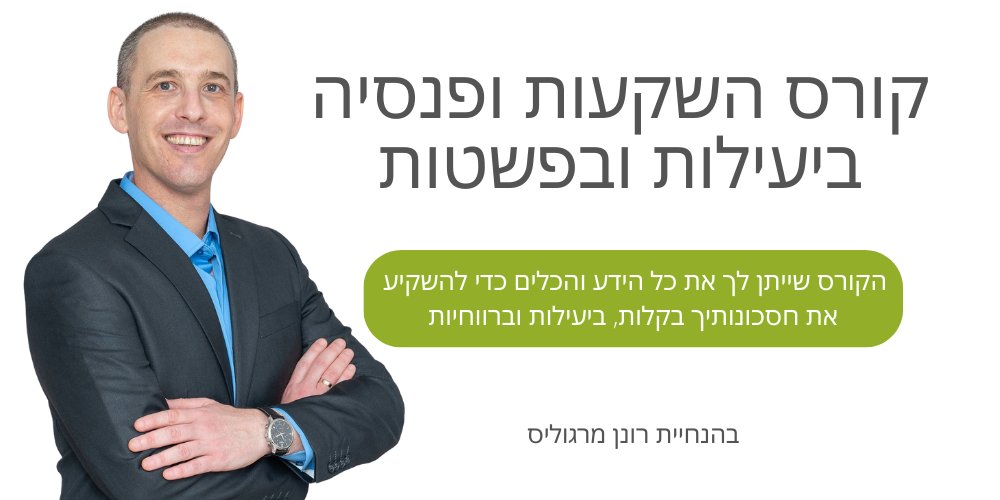 קורס השקעות ופנסיה
ביעילות ובפשטות
הקורס שייתן לך את כל הידע והכלים כדי להשקיע
את חסכונותיך בקלות, ביעילות וברווחיות
בהנחיית רונן מרגוליס